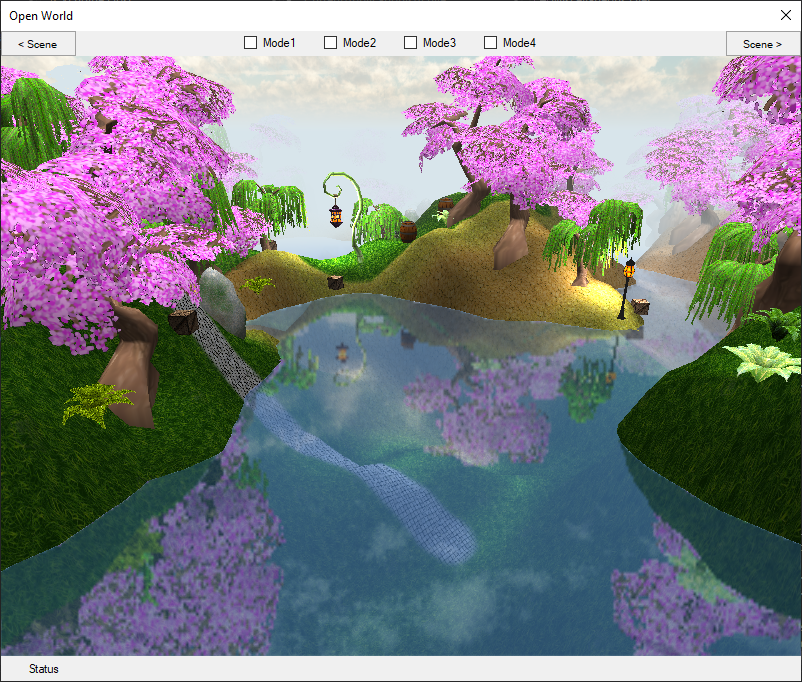 Open World
< Scene
Mode1
Mode2
Mode3
Mode4
Scene >
Status